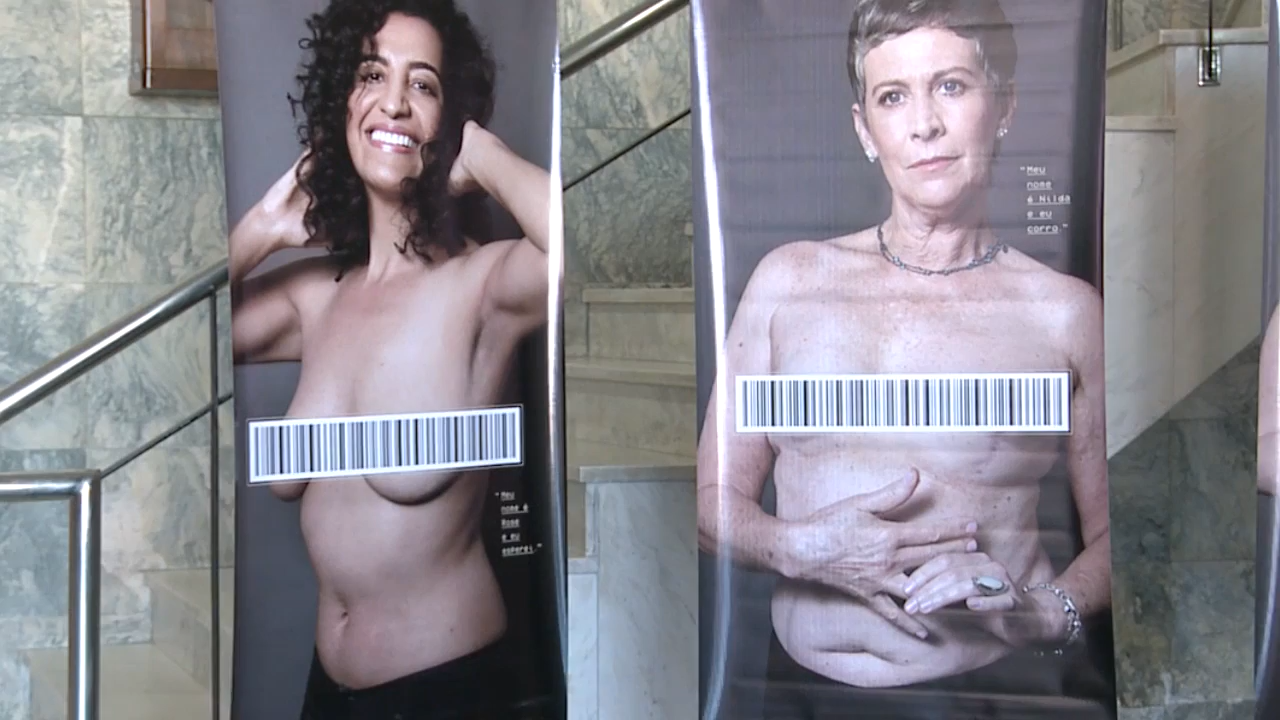 "Meu
nome é
Rose
e eu
esperei."
"Meu
nome
é Nilda
e eu
corro."